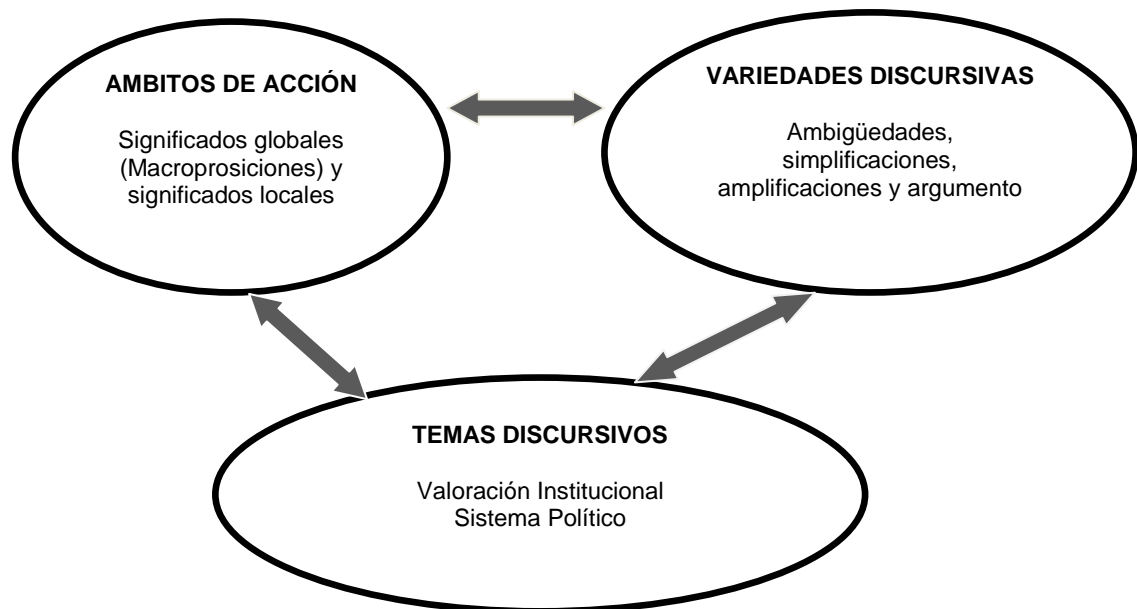 AMBITOS DE ACCIÓN
Significados globales
(Macroprosiciones) y
significados locales
VARIEDADES DISCURSIVAS
Ambigüedades,
simplificaciones,
amplificaciones y argumento
TEMAS DISCURSIVOS
Valoración Institucional
Sistema Político